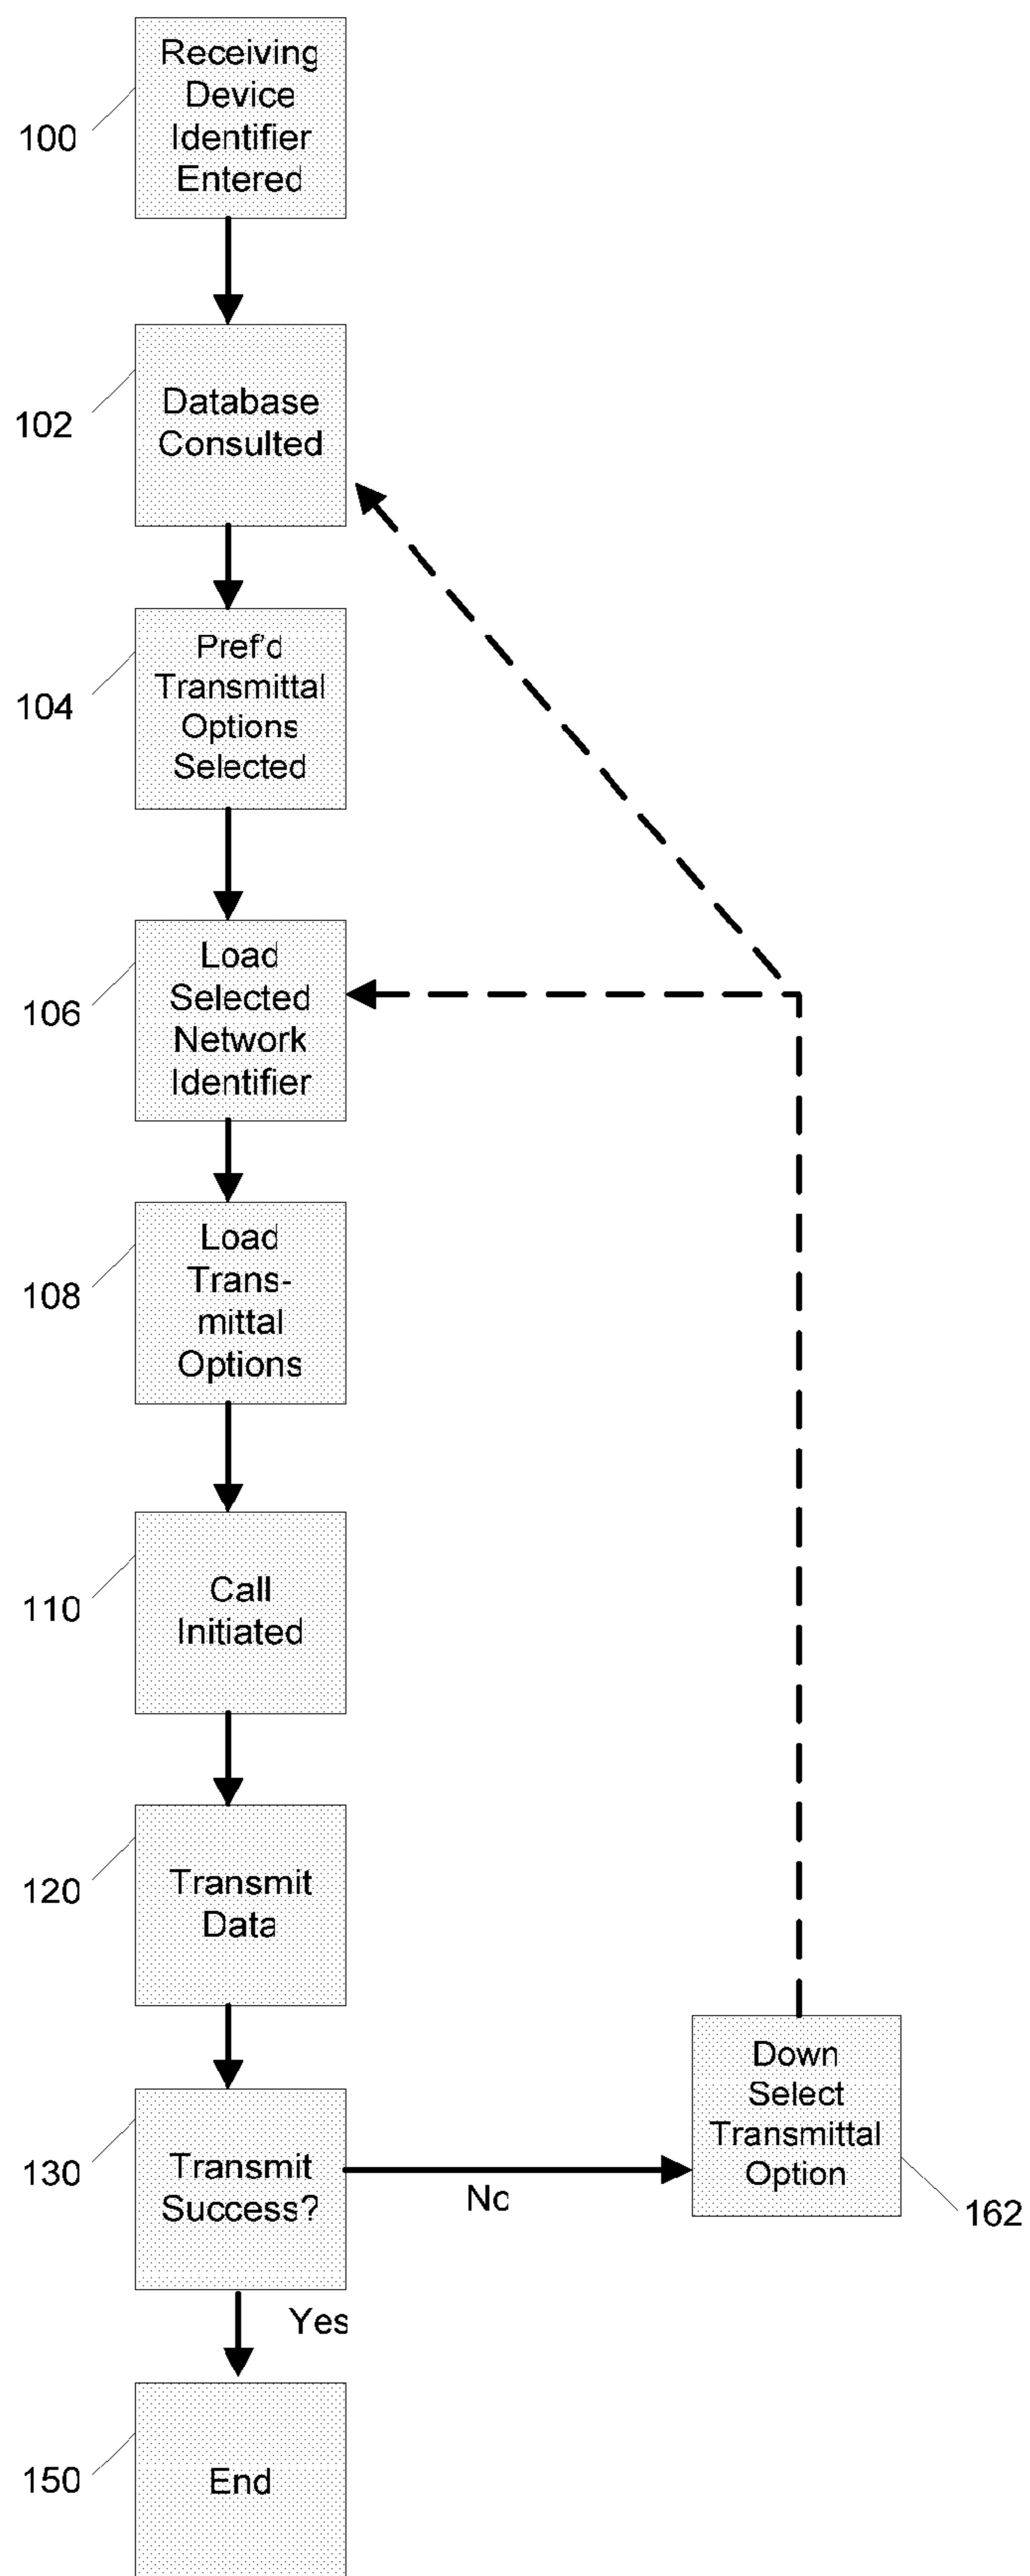 Receiving
Device
Identifier
Entered
100
Database
Consulted
102
Pref'd
Transmittal
Options
Selected
104
Load
Selected
Network
Identifier
106
Load
Trans-
mittal
Options
108
Call
Initiated
110
Transmit
Data
120
Transmit
Success?
130
No
Down
Select
Transmittal
Option
162
Yes
End
150